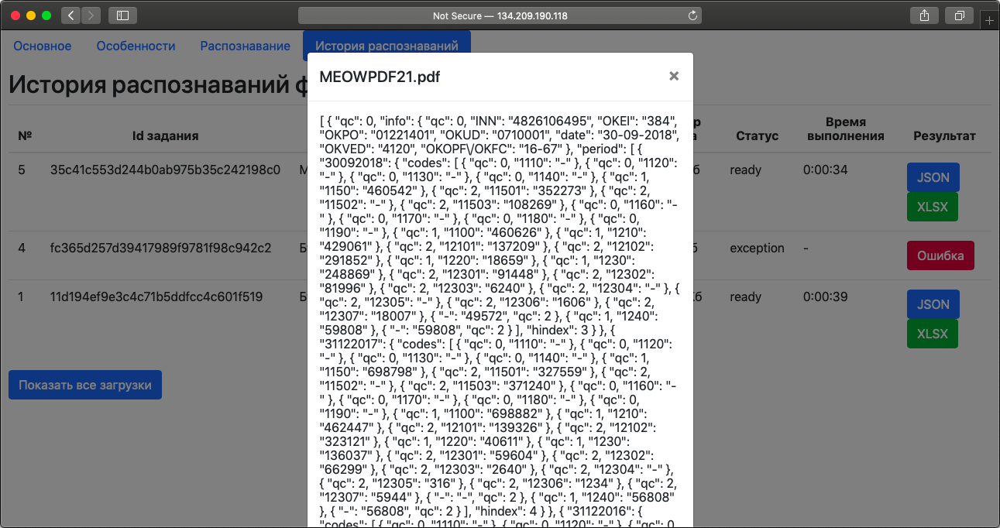 Not Secure — 134.209.190.118
Основное Особенности Распознавание История распознаваний
История распознаваний
№ Id задания Статус Время выполнения Результат
5 35c41c553d244b0ab975b35c242198c0 ready 0:00:34 JSON
XLSX
4 fc365d257d39417989f9781f98c942c2 exception - Ошибка
1 11d194ef9e3c4c71b5ddfcc4c601f519 ready 0:00:39 JSON
XLSX
Показать все загрузки
MEOWPDF21.pdf ×
[ { "qc": 0, "info": { "qc": 0, "INN": "4826106495", "OKEI": "384",
"OKPO": "01221401", "OKUD": "0710001", "date": "30-09-2018",
"OKVED": "4120", "OKOPF\/OKFC": "16-67" }, "period": [ {
"30092018": { "codes": [ { "qc": 0, "1110": "-" }, { "qc": 0, "1120":
"-" }, { "qc": 0, "1130": "-" }, { "qc": 0, "1140": "-" }, { "qc": 1,
"1150": "460542" }, { "qc": 2, "11501": "352273" }, { "qc": 2,
"11502": "-" }, { "qc": 2, "11503": "108269" }, { "qc": 0, "1160": "-
" }, { "qc": 0, "1170": "-" }, { "qc": 0, "1180": "-" }, { "qc": 0,
"1190": "-" }, { "qc": 1, "1100": "460626" }, { "qc": 1, "1210":
"429061" }, { "qc": 2, "12101": "137209" }, { "qc": 2, "12102":
"291852" }, { "qc": 1, "1220": "18659" }, { "qc": 1, "1230":
"248869" }, { "qc": 2, "12301": "91448" }, { "qc": 2, "12302":
"81996" }, { "qc": 2, "12303": "6240" }, { "qc": 2, "12304": "-" }, {
"qc": 2, "12305": "-" }, { "qc": 2, "12306": "1606" }, { "qc": 2,
"12307": "18007" }, { "-": "49572", "qc": 2 }, { "qc": 1, "1240":
"59808" }, { "-": "59808", "qc": 2 } ], "hindex": 3 } }, {
"31122017": { "codes": [ { "qc": 0, "1110": "-" }, { "qc": 0, "1120":
"-" }, { "qc": 0, "1130": "-" }, { "qc": 0, "1140": "-" }, { "qc": 1,
"1150": "698798" }, { "qc": 2, "11501": "327559" }, { "qc": 2,
"11502": "-" }, { "qc": 2, "11503": "371240" }, { "qc": 0, "1160": "-
" }, { "qc": 0, "1170": "-" }, { "qc": 0, "1180": "-" }, { "qc": 0,
"1190": "-" }, { "qc": 1, "1100": "698882" }, { "qc": 1, "1210":
"462447" }, { "qc": 2, "12101": "139326" }, { "qc": 2, "12102":
"323121" }, { "qc": 1, "1220": "40611" }, { "qc": 1, "1230":
"136037" }, { "qc": 2, "12301": "59604" }, { "qc": 2, "12302":
"66299" }, { "qc": 2, "12303": "2640" }, { "qc": 2, "12304": "-" },
{ "qc": 2, "12305": "316" }, { "qc": 2, "12306": "1234" }, { "qc": 2,
"12307": "5944" }, { "-": "-", "qc": 2 }, { "qc": 1, "1240": "56808"
}, { "-": "56808", "qc": 2 } ], "hindex": 4 } }, { "31122016": {
"codes": [ { "qc": 0, "1110": "-" }, { "qc": 0, "1120": "-" }, { "qc": 0,